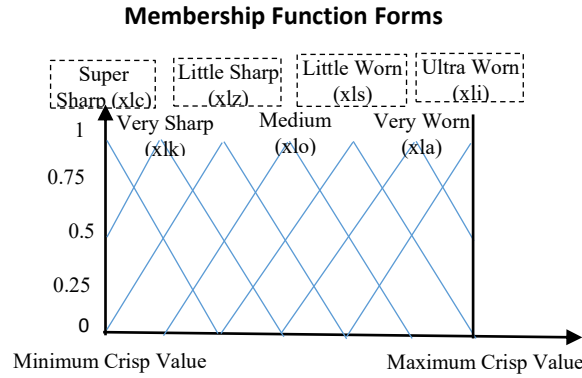 Membership Function Forms
Super
Sharp (xlc)
Little Sharp
(xlz)
Little Worn
(xls)
Ultra Worn
(xli)
Very Sharp
(xlk)
Medium
(xlo)
Very Worn
(xla)
1
0.75
0.5
0.25
0
Minimum Crisp Value
Maximum Crisp Value